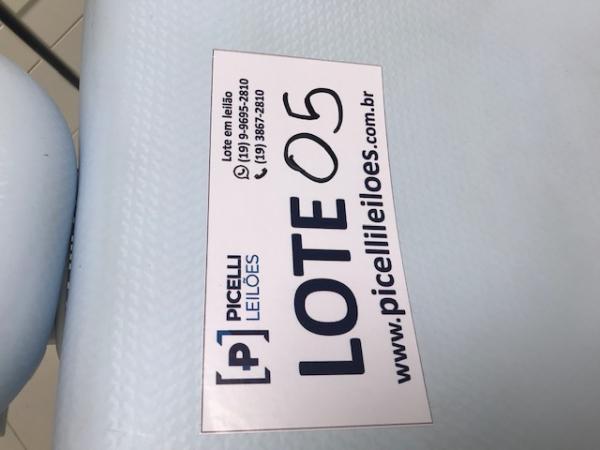 [P] PICELLI
LEILÕES
Lote em leilão
(19) 9-9695-2810
(19) 3867-2810
LOTE 05
www.picellileiloes.com.br